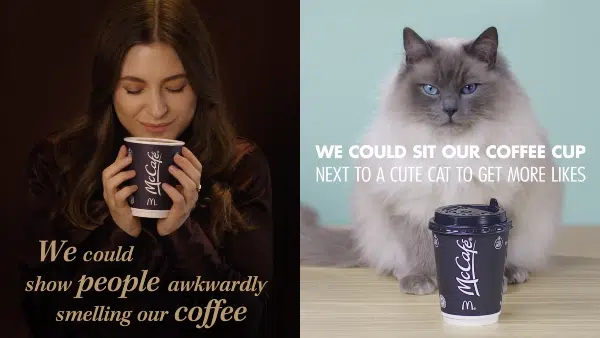 McCafé
M
We could
show people awkwardly
smelling our coffee
WE COULD SIT OUR COFFEE CUP
NEXT TO A CUTE CAT TO GET MORE LIKES
McCafé
M